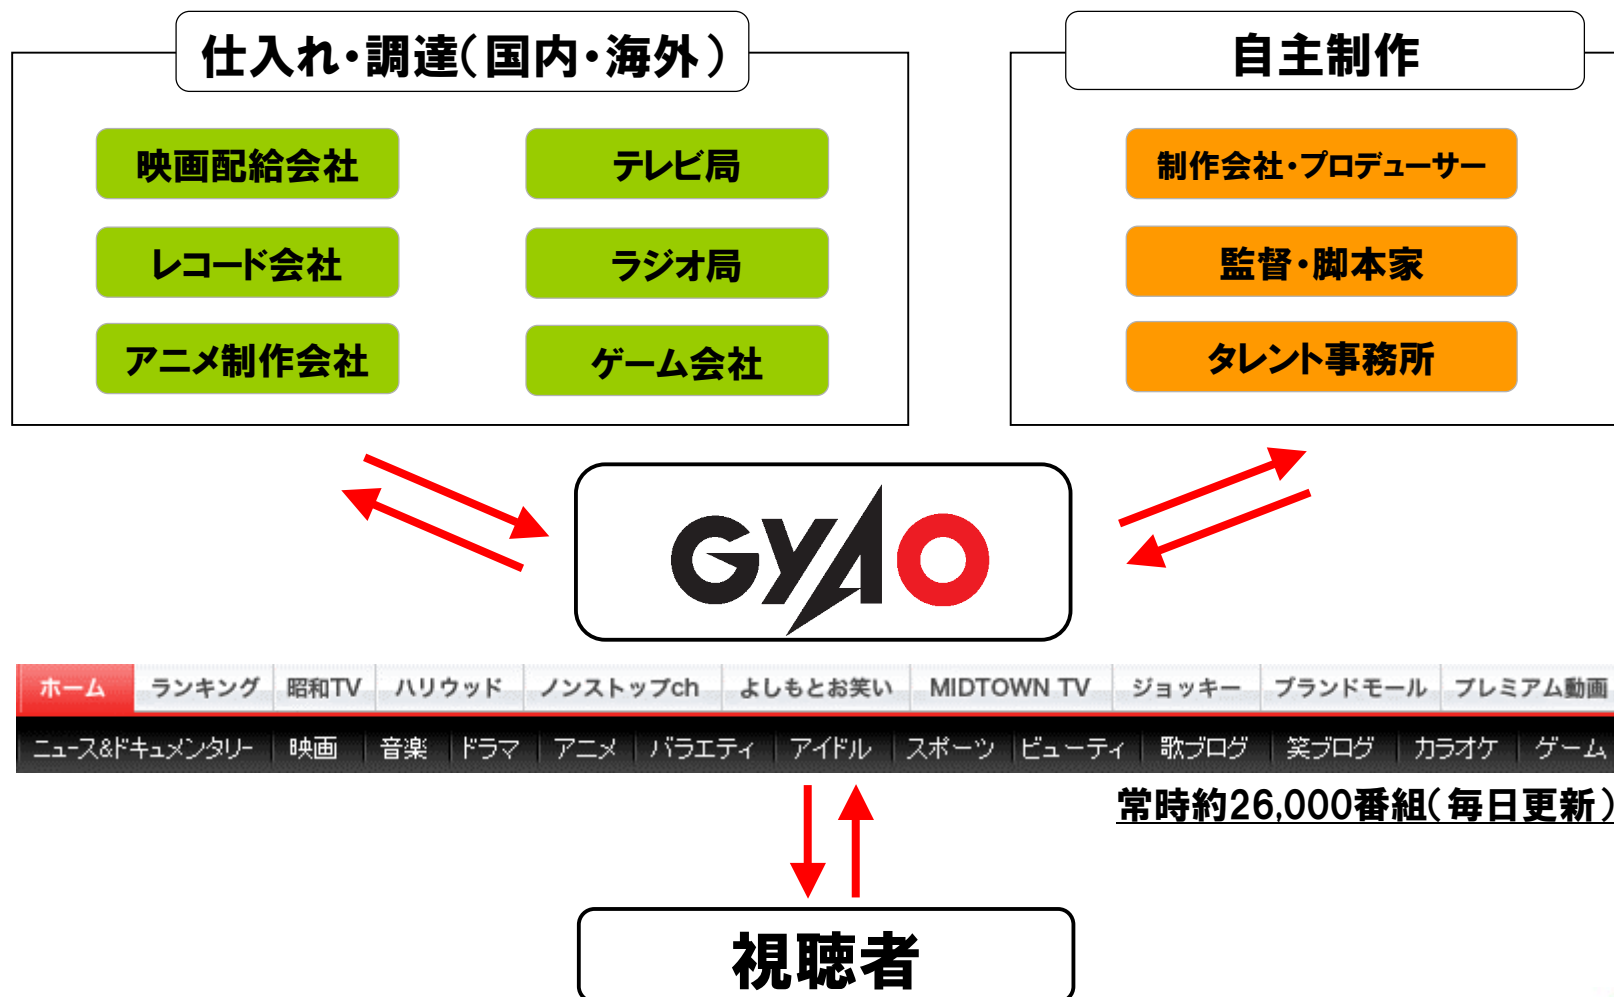 仕入れ・調達(国内・海外)
自主制作
映画配給会社
テレビ局
レコード会社
ラジオ局
アニメ制作会社
ゲーム会社
制作会社・プロデューサー
監督・脚本家
タレント事務所
GYAO
ホーム ランキング 昭和TV ハリウッド ノンストップch よしもとお笑い MIDTOWN TV ジョッキー ブランドモール プレミアム動画
ニュース&ドキュメンタリー 映画 音楽 ドラマ アニメ バラエティ アイドル スポーツ ビューティ 歌ブログ 笑ブログ カラオケ ゲーム
常時約26,000番組(毎日更新)
視聴者